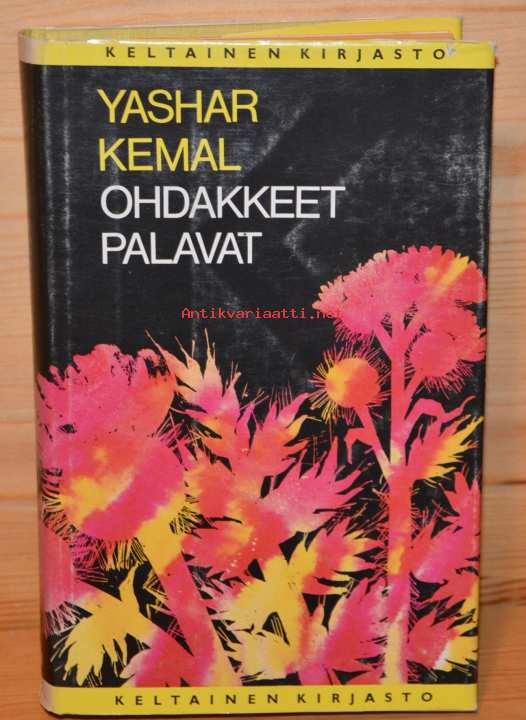 KELTAINEN KIRJASTO
YASHAR
KEMAL
OHDAKKEET
PALAVAT
Antikvariaatti.net
KELTAINEN KIRJASTO